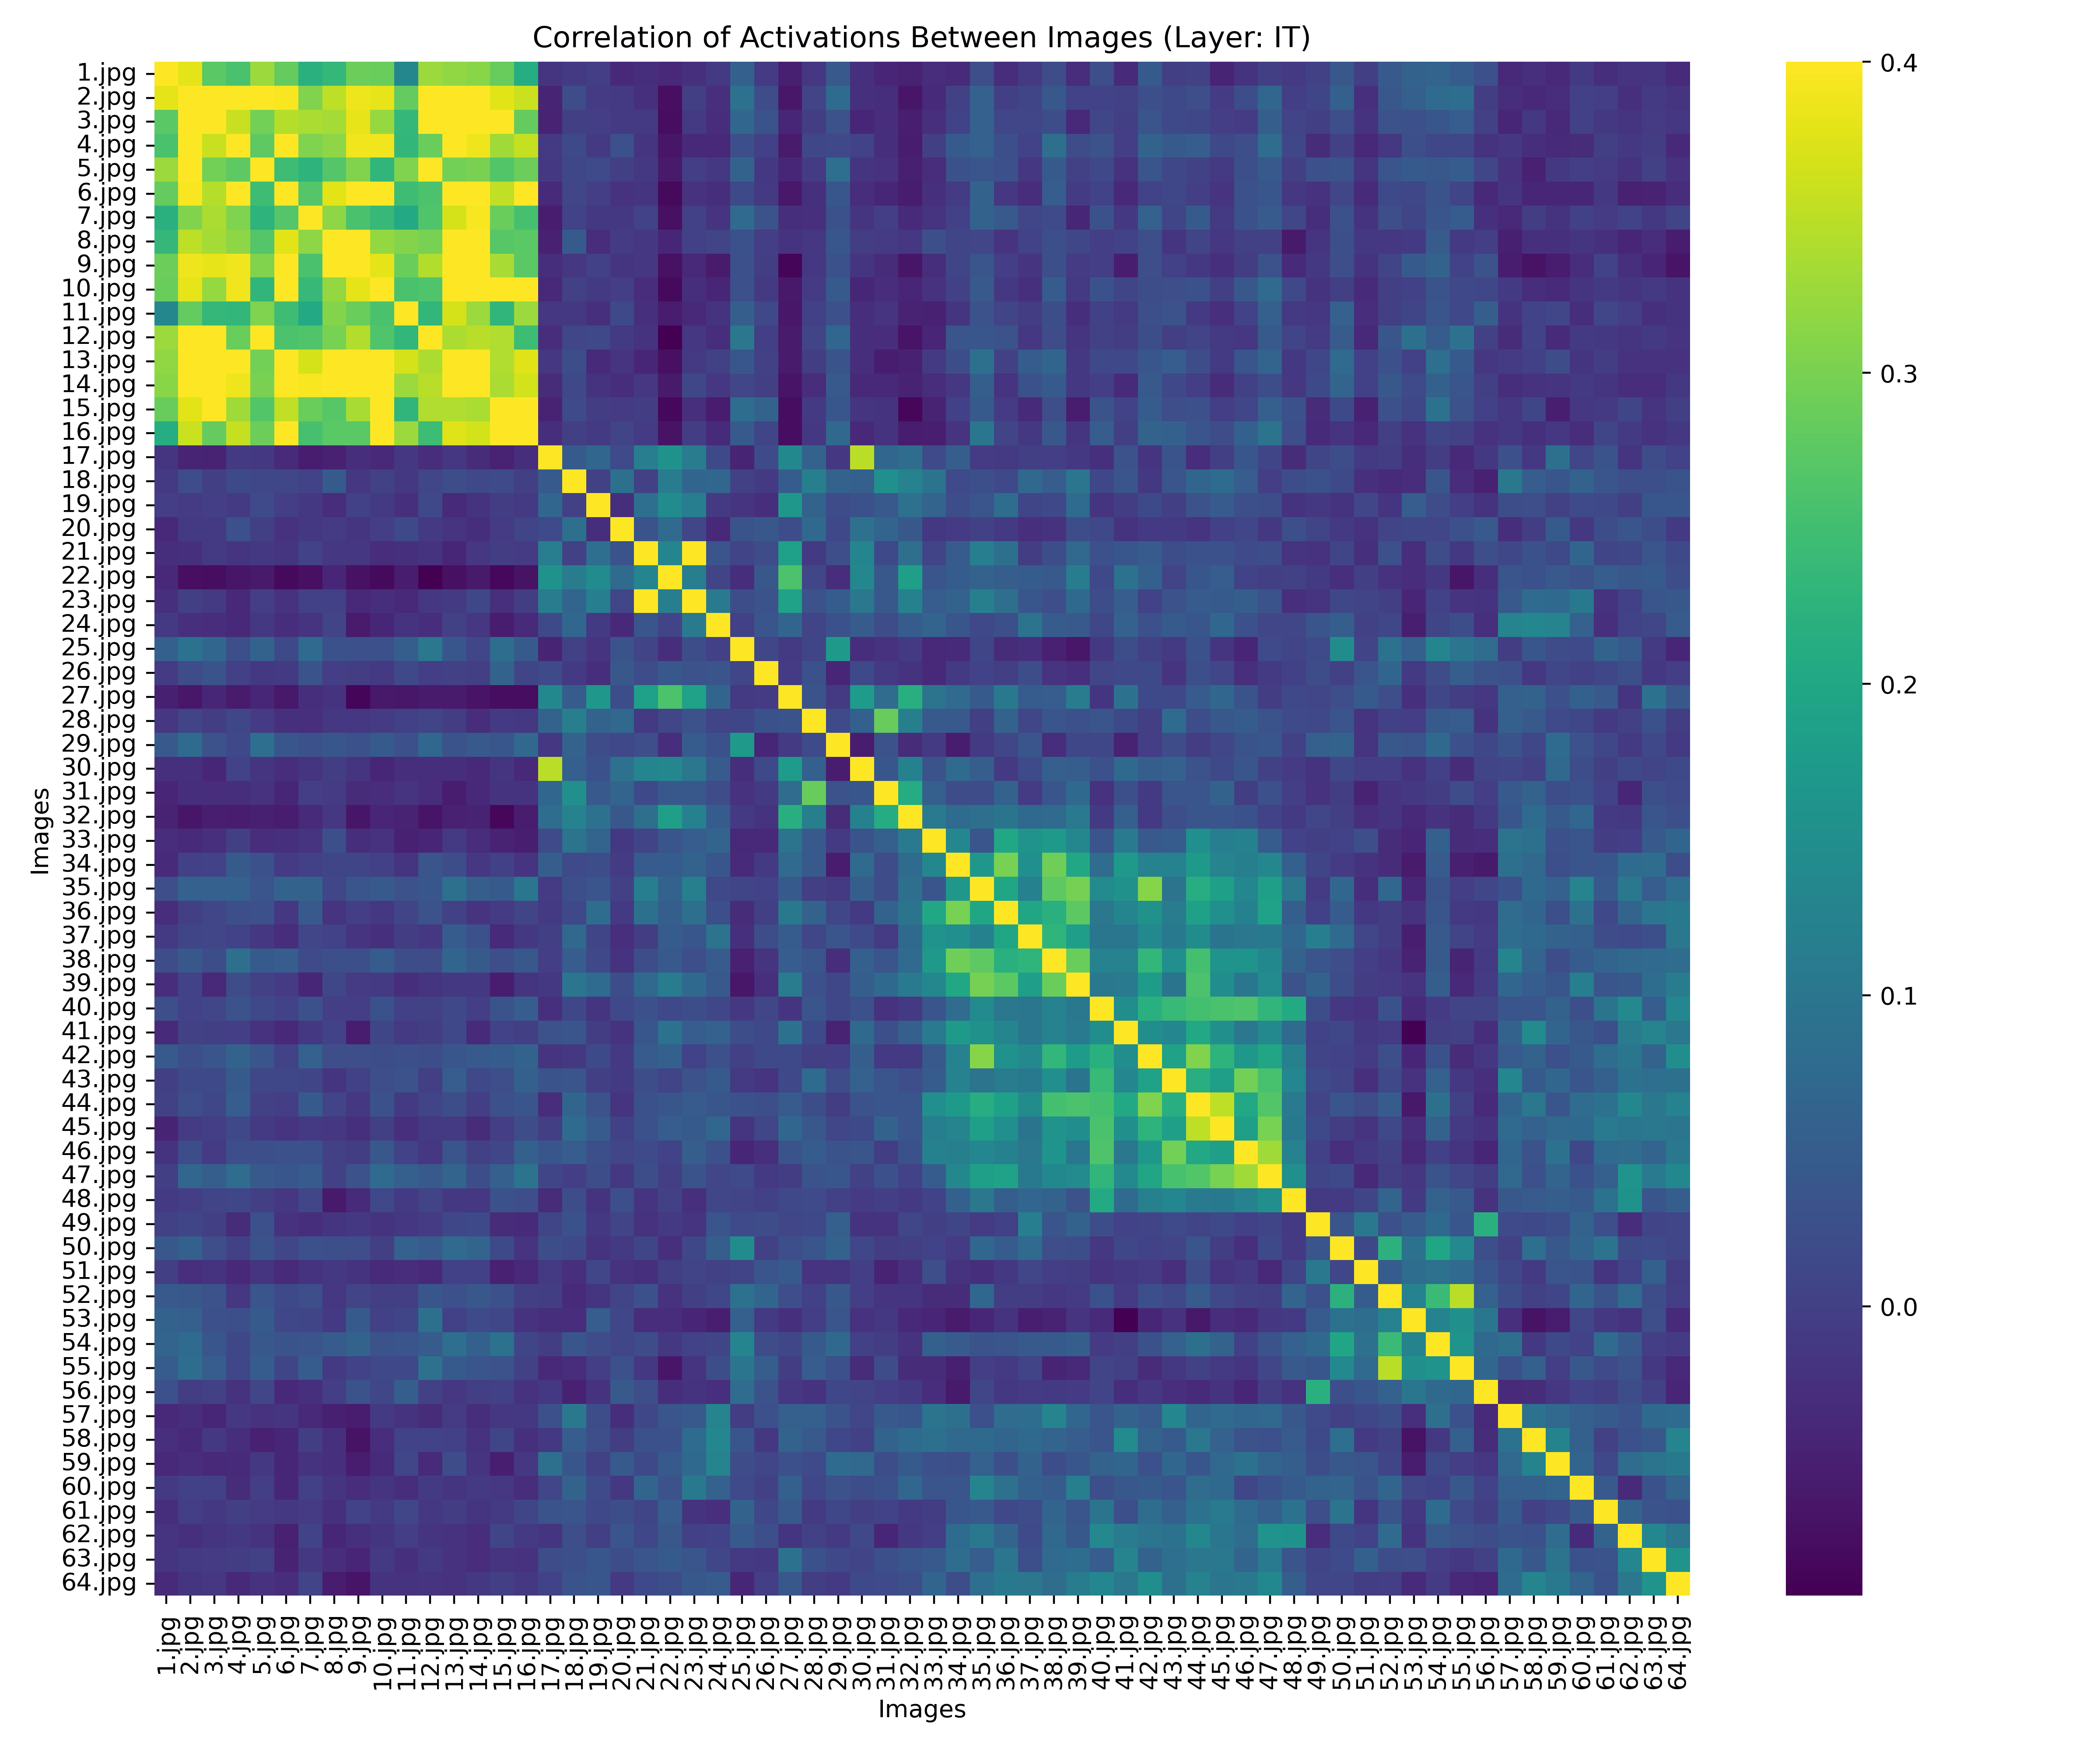 Correlation of Activations Between Images (Layer: IT)
Images
1.jpg
2.jpg
3.jpg
4.jpg
5.jpg
6.jpg
7.jpg
8.jpg
9.jpg
10.jpg
11.jpg
12.jpg
13.jpg
14.jpg
15.jpg
16.jpg
17.jpg
18.jpg
19.jpg
20.jpg
21.jpg
22.jpg
23.jpg
24.jpg
25.jpg
26.jpg
27.jpg
28.jpg
29.jpg
30.jpg
31.jpg
32.jpg
33.jpg
34.jpg
35.jpg
36.jpg
37.jpg
38.jpg
39.jpg
40.jpg
41.jpg
42.jpg
43.jpg
44.jpg
45.jpg
46.jpg
47.jpg
48.jpg
49.jpg
50.jpg
51.jpg
52.jpg
53.jpg
54.jpg
55.jpg
56.jpg
57.jpg
58.jpg
59.jpg
60.jpg
61.jpg
62.jpg
63.jpg
64.jpg
1.jpg
2.jpg
3.jpg
4.jpg
5.jpg
6.jpg
7.jpg
8.jpg
9.jpg
10.jpg
11.jpg
12.jpg
13.jpg
14.jpg
15.jpg
16.jpg
17.jpg
18.jpg
19.jpg
20.jpg
21.jpg
22.jpg
23.jpg
24.jpg
25.jpg
26.jpg
27.jpg
28.jpg
29.jpg
30.jpg
31.jpg
32.jpg
33.jpg
34.jpg
35.jpg
36.jpg
37.jpg
38.jpg
39.jpg
40.jpg
41.jpg
42.jpg
43.jpg
44.jpg
45.jpg
46.jpg
47.jpg
48.jpg
49.jpg
50.jpg
51.jpg
52.jpg
53.jpg
54.jpg
55.jpg
56.jpg
57.jpg
58.jpg
59.jpg
60.jpg
61.jpg
62.jpg
63.jpg
64.jpg
Images
0.4
0.3
0.2
0.1
0.0